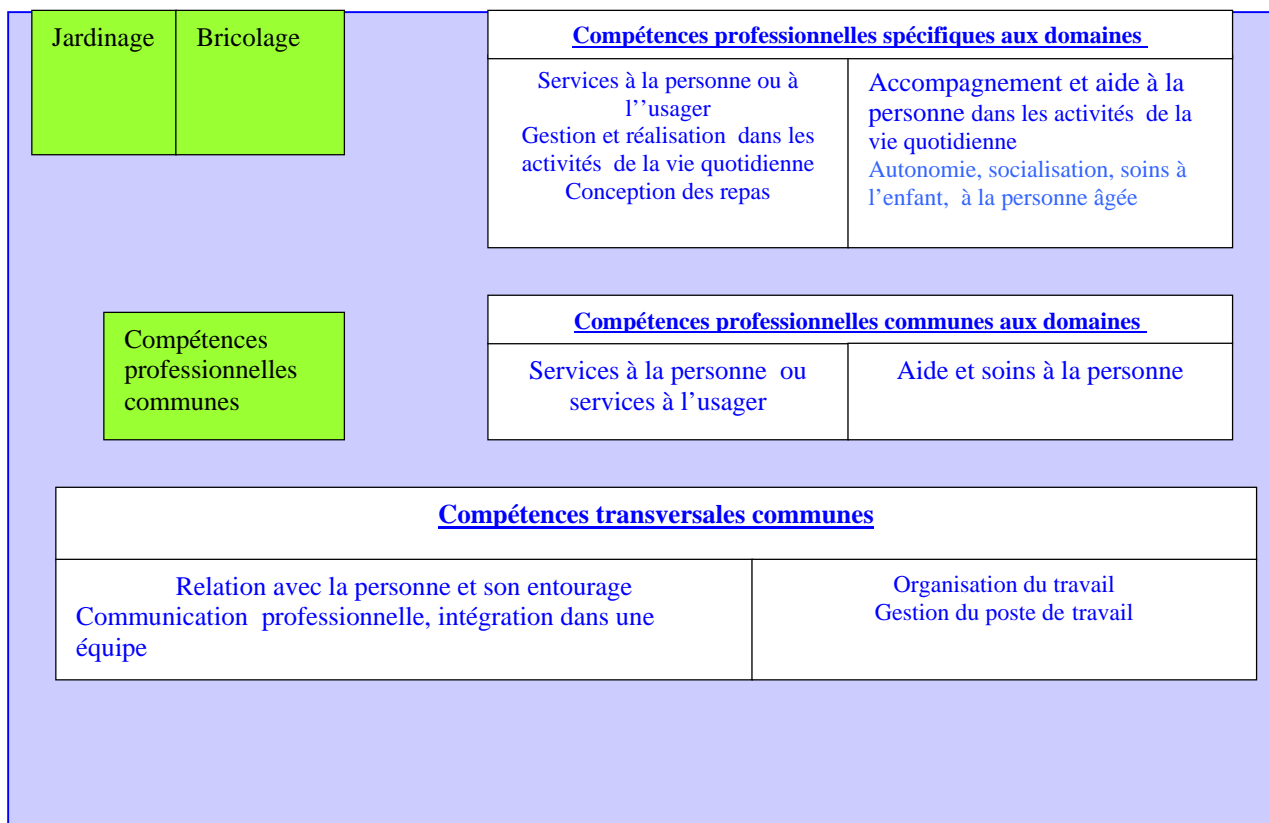 Jardinage
Bricolage
Compétences professionnelles spécifiques aux domaines
Services à la personne ou à
l’’usager
Gestion et réalisation dans les
activités de la vie quotidienne
Conception des repas
Accompagnement et aide à la
personne dans les activités de la
vie quotidienne
Autonomie, socialisation, soins à
l’enfant, à la personne âgée
Compétences
professionnelles
communes
Compétences professionnelles communes aux domaines
Services à la personne ou
services à l’usager
Aide et soins à la personne
Compétences transversales communes
Relation avec la personne et son entourage
Communication professionnelle, intégration dans une
équipe
Organisation du travail
Gestion du poste de travail